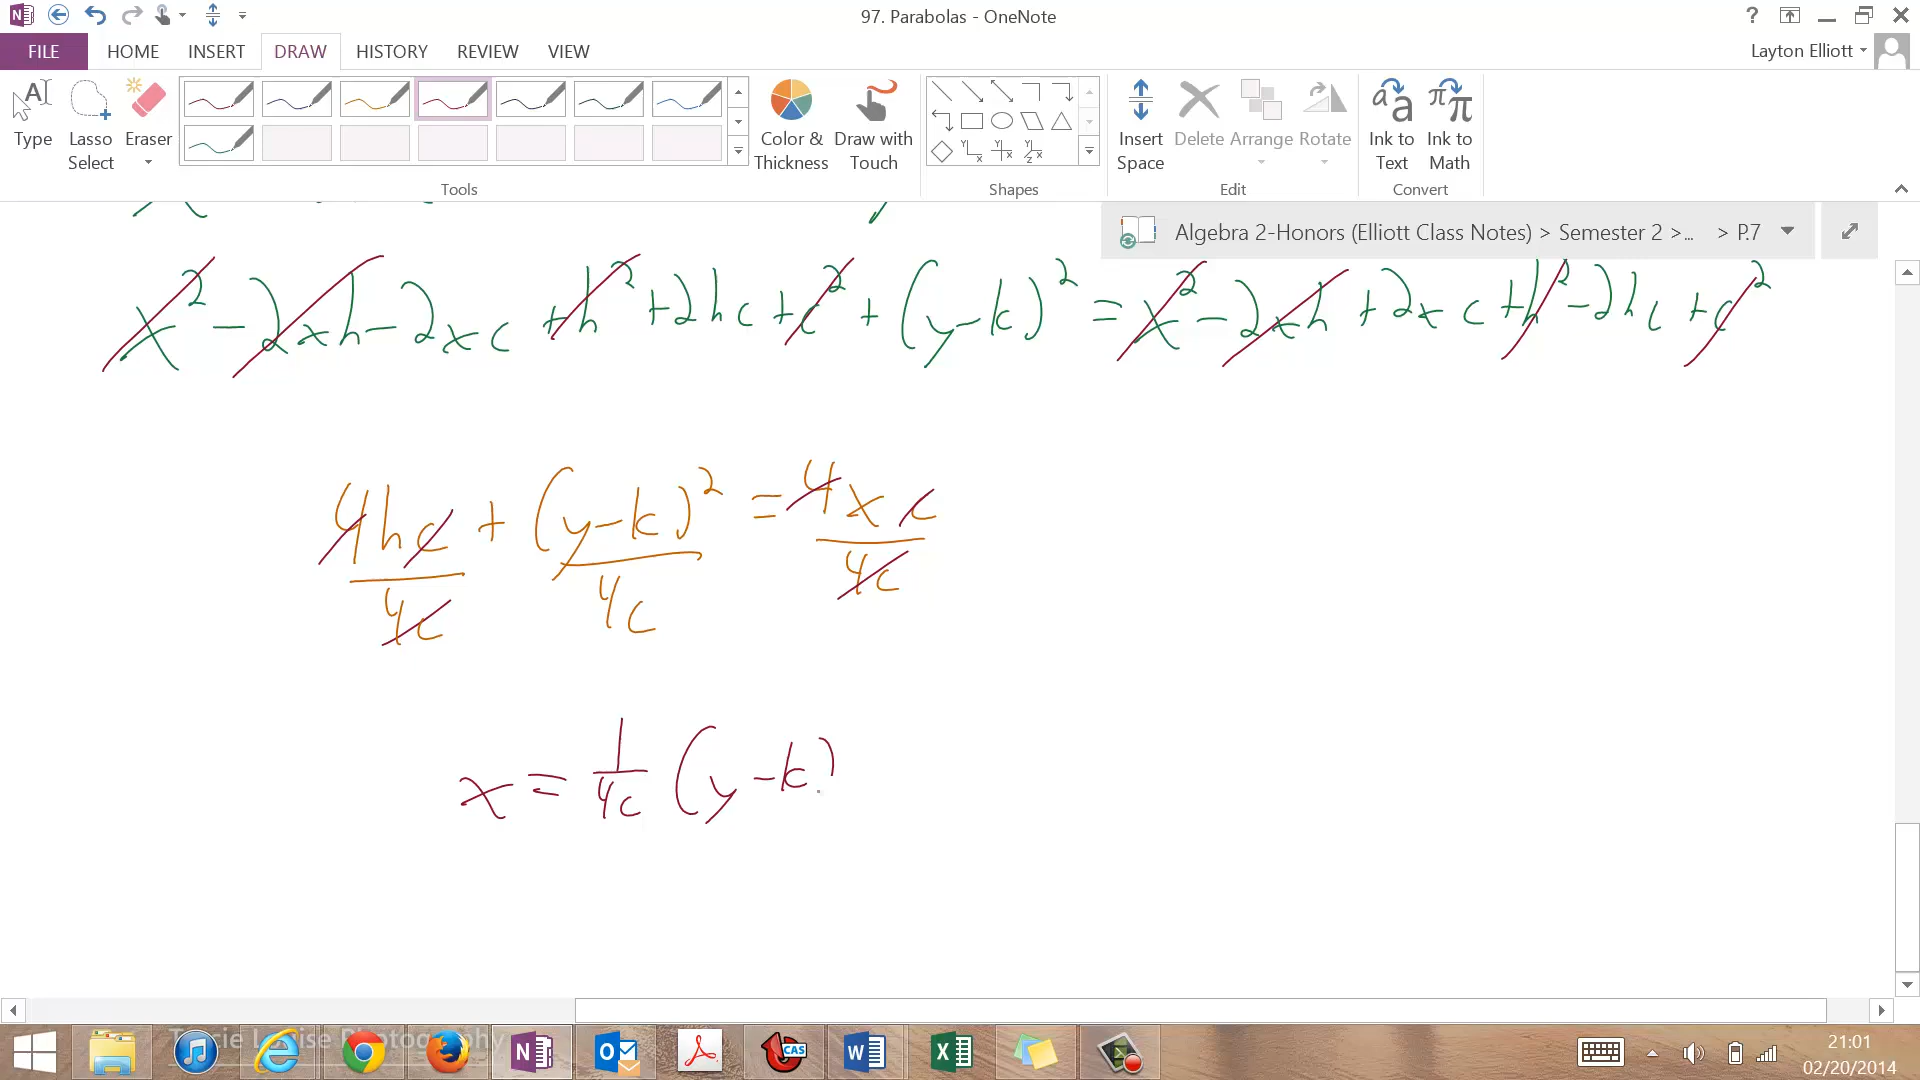 97. Parabolas - OneNote
?
FILE HOME INSERT DRAW HISTORY REVIEW VIEW
Layton Elliott
Type
Lasso Select
Eraser
Color & Thickness
Draw with Touch
Insert Space
Delete
Arrange
Rotate
Ink to Text
Ink to Math
Tools
Shapes
Edit
Convert
Algebra 2-Honors (Elliott Class Notes) > Semester 2 >... > P.7
x² - 2xh - 2xc + h² + 2hc + c² + (y-k)² = x² - 2xh + 2xc + h² - 2hc + c²
4hc/4c + (y-k)²/4c = 4xc/4c
x = 1/4c (y-k)
CAS
21:01
02/20/2014